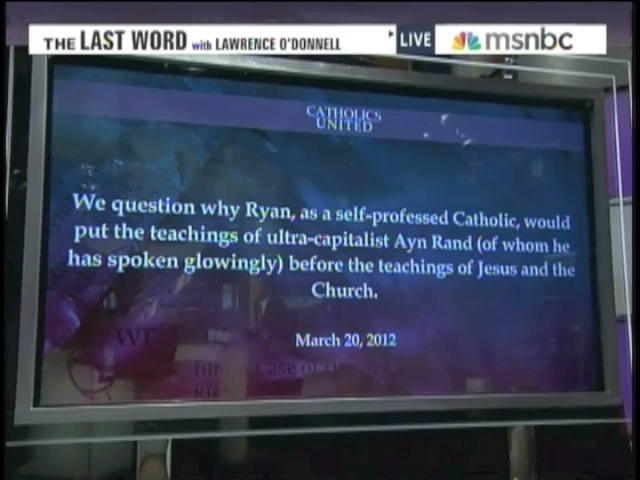 THE LAST WORD with LAWRENCE O'DONNELL
LIVE
msnbc
CATHOLICS
UNITED
We question why Ryan, as a self-professed Catholic, would
put the teachings of ultra-capitalist Ayn Rand (of whom he
has spoken glowingly) before the teachings of Jesus and the
Church.
March 20, 2012